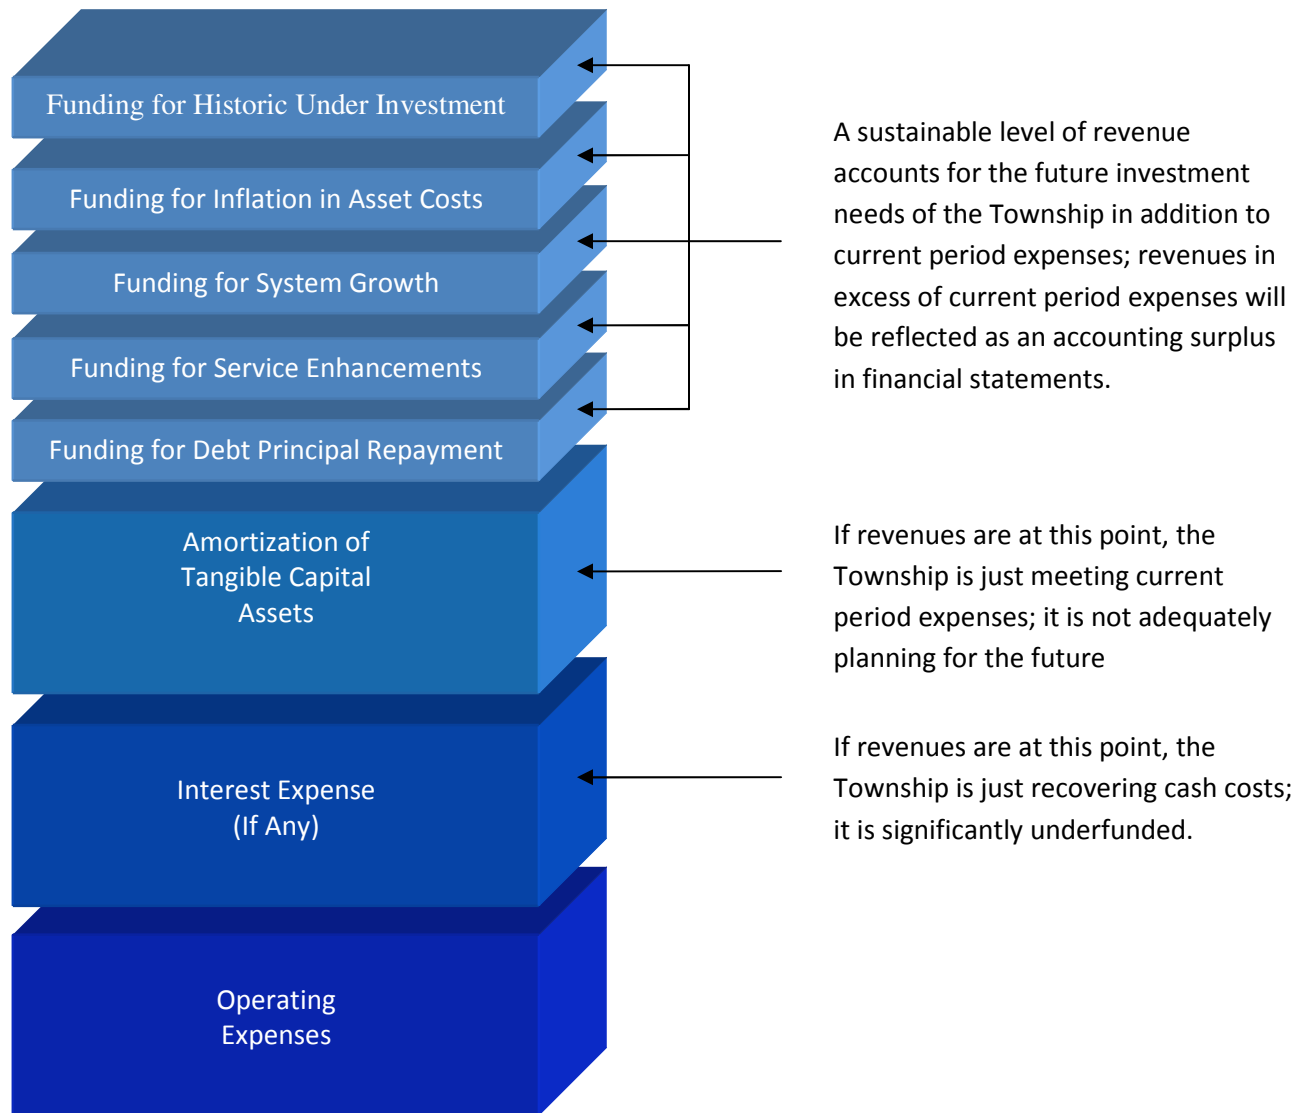 Funding for Historic Under Investment
Funding for Inflation in Asset Costs
Funding for System Growth
Funding for Service Enhancements
Funding for Debt Principal Repayment
Amortization of
Tangible Capital
Assets
Interest Expense
(If Any)
Operating
Expenses
A sustainable level of revenue
accounts for the future investment
needs of the Township in addition to
current period expenses; revenues in
excess of current period expenses will
be reflected as an accounting surplus
in financial statements.
If revenues are at this point, the
Township is just meeting current
period expenses; it is not adequately
planning for the future
If revenues are at this point, the
Township is just recovering cash costs;
it is significantly underfunded.